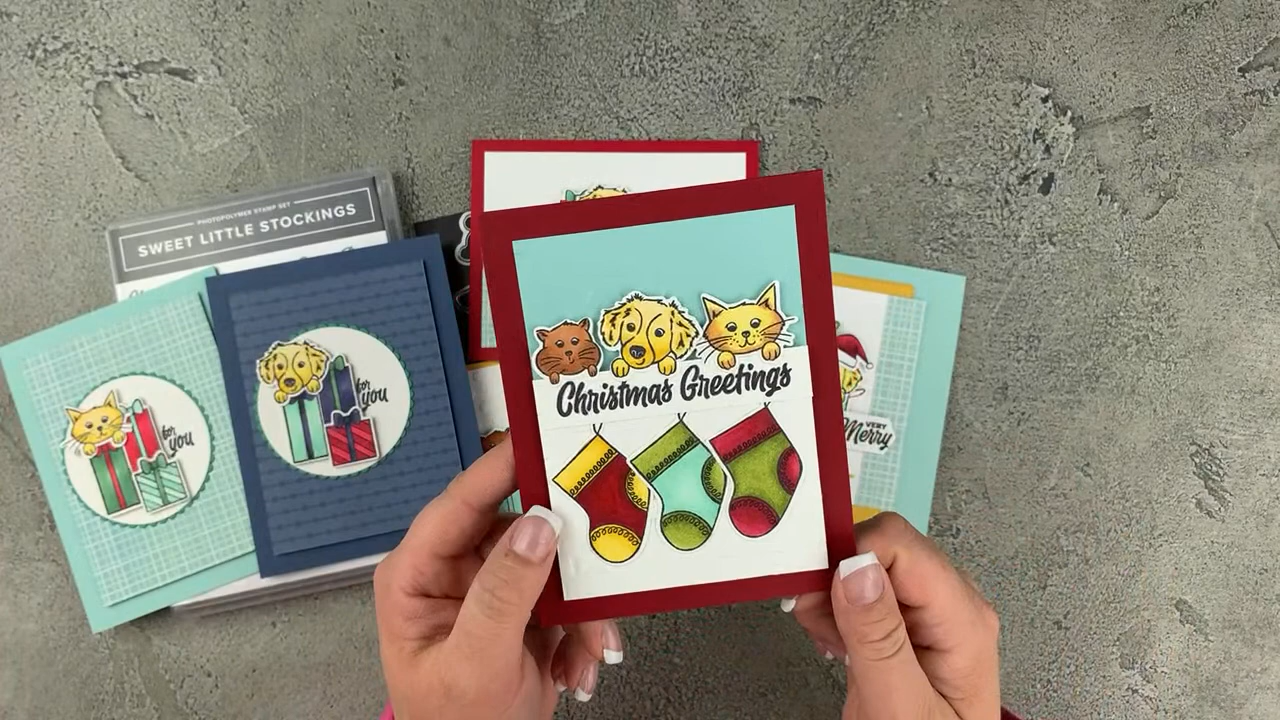 PHOTOPOLYMER STAMP SET
SWEET LITTLE STOCKINGS
for
you
for
you
Christmas Greetings
VERY
Merry